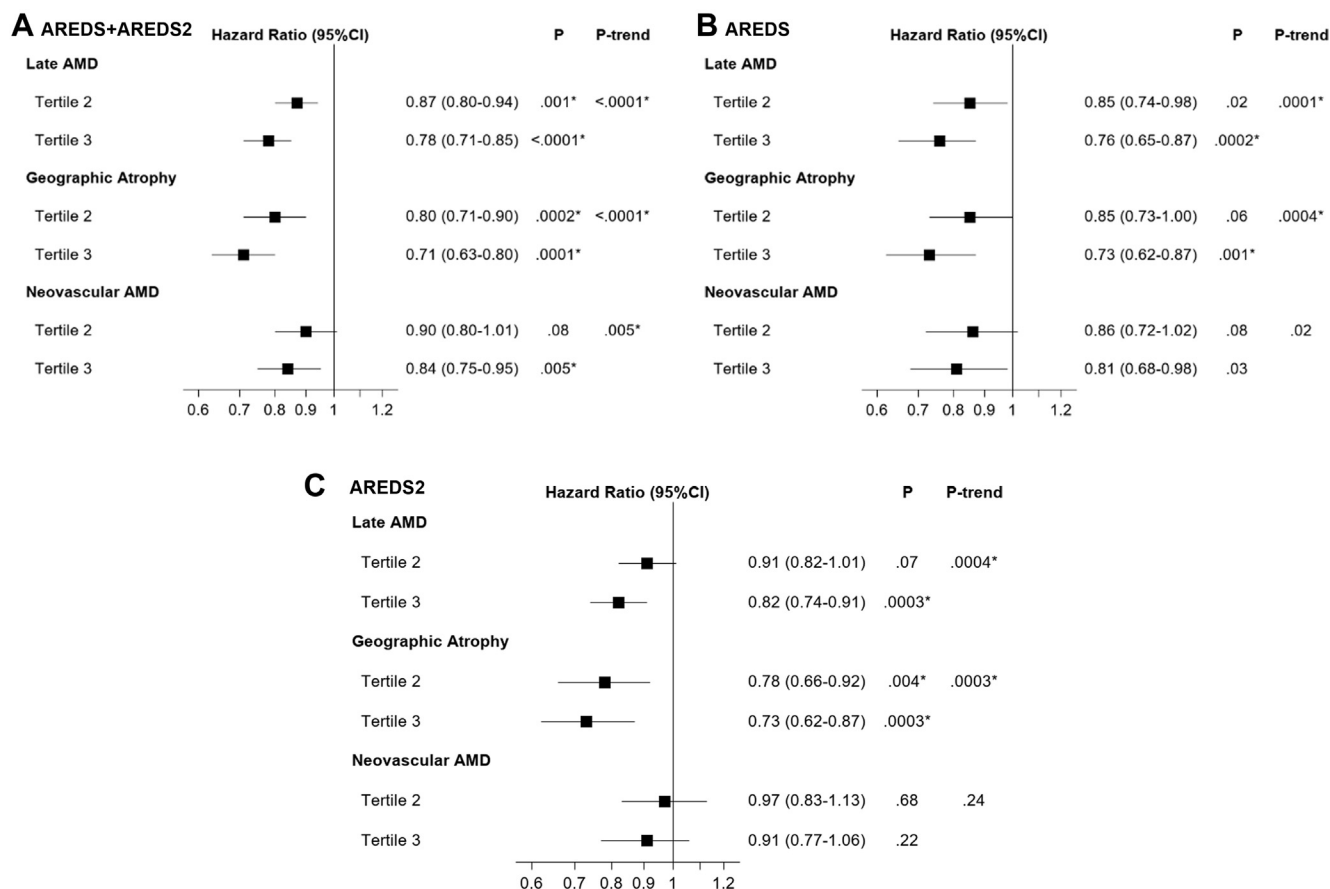 A AREDS+AREDS2 Hazard Ratio (95%CI) P P-trend
Late AMD
Tertile 2 0.87 (0.80-0.94) .001* <.0001*
Tertile 3 0.78 (0.71-0.85) <.0001*
Geographic Atrophy
Tertile 2 0.80 (0.71-0.90) .0002* <.0001*
Tertile 3 0.71 (0.63-0.80) .0001*
Neovascular AMD
Tertile 2 0.90 (0.80-1.01) .08 .005*
Tertile 3 0.84 (0.75-0.95) .005*
0.6 0.7 0.8 0.9 1 1.2
B AREDS Hazard Ratio (95%CI) P P-trend
Late AMD
Tertile 2 0.85 (0.74-0.98) .02 .0001*
Tertile 3 0.76 (0.65-0.87) .0002*
Geographic Atrophy
Tertile 2 0.85 (0.73-1.00) .06 .0004*
Tertile 3 0.73 (0.62-0.87) .001*
Neovascular AMD
Tertile 2 0.86 (0.72-1.02) .08 .02
Tertile 3 0.81 (0.68-0.98) .03
0.6 0.7 0.8 0.9 1 1.2
C AREDS2 Hazard Ratio (95%CI) P P-trend
Late AMD
Tertile 2 0.91 (0.82-1.01) .07 .0004*
Tertile 3 0.82 (0.74-0.91) .0003*
Geographic Atrophy
Tertile 2 0.78 (0.66-0.92) .004* .0003*
Tertile 3 0.73 (0.62-0.87) .0003*
Neovascular AMD
Tertile 2 0.97 (0.83-1.13) .68 .24
Tertile 3 0.91 (0.77-1.06) .22
0.6 0.7 0.8 0.9 1 1.2